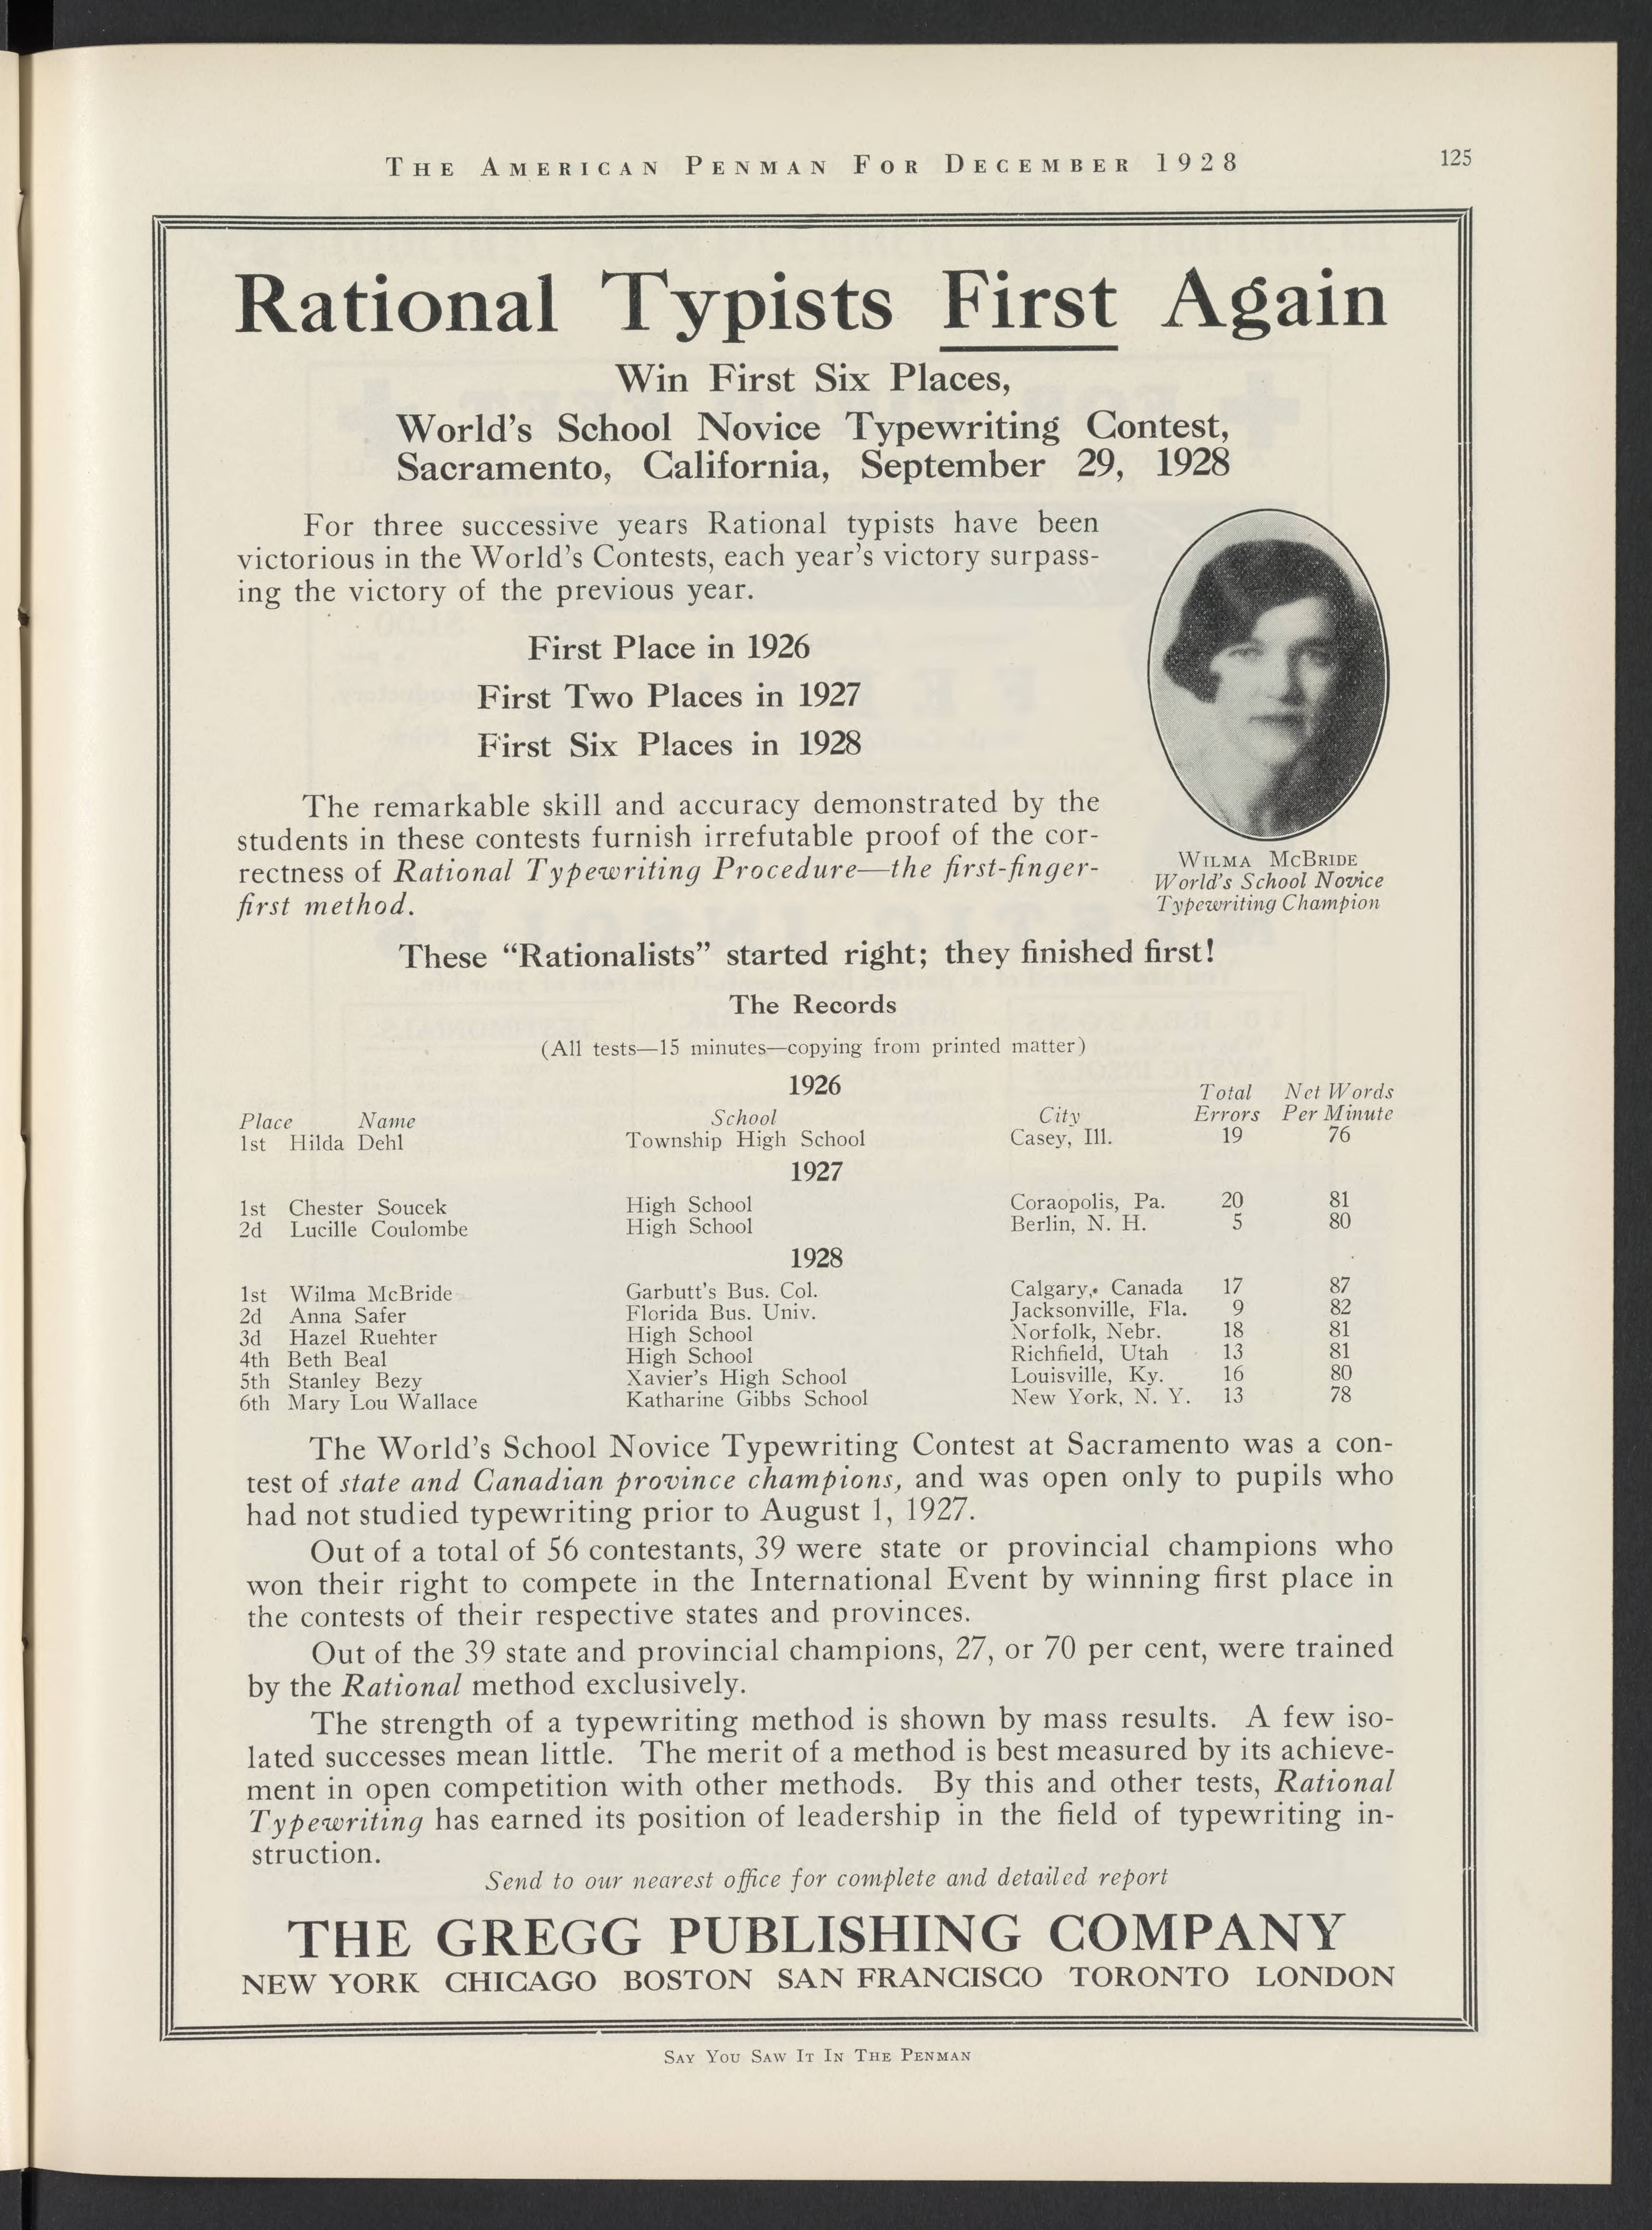 The American Penman For December 1928
125
Rational Typists First Again
Win First Six Places,
World's School Novice Typewriting Contest,
Sacramento, California, September 29, 1928
For three successive years Rational typists have been
victorious in the World's Contests, each year's victory surpass-
ing the victory of the previous year.
First Place in 1926
First Two Places in 1927
First Six Places in 1928
The remarkable skill and accuracy demonstrated by the
students in these contests furnish irrefutable proof of the cor-
rectness of Rational Typewriting Procedure—the first-finger-
first method.
Wilma McBride
World's School Novice
Typewriting Champion
These "Rationalists" started right; they finished first!
The Records
(All tests—15 minutes—copying from printed matter)
1926
Total Net Words
Place Name School City Errors Per Minute
1st Hilda Dehl Township High School Casey, Ill. 19 76
1927
1st Chester Soucek High School Coraopolis, Pa. 20 81
2d Lucille Coulombe High School Berlin, N. H. 5 80
1928
1st Wilma McBride Garbutt's Bus. Col. Calgary, Canada 17 87
2d Anna Safer Florida Bus. Univ. Jacksonville, Fla. 9 82
3d Hazel Ruehter High School Norfolk, Nebr. 18 81
4th Beth Beal High School Richfield, Utah 13 81
5th Stanley Bezy Xavier's High School Louisville, Ky. 16 80
6th Mary Lou Wallace Katharine Gibbs School New York, N. Y. 13 78
The World's School Novice Typewriting Contest at Sacramento was a con-
test of state and Canadian province champions, and was open only to pupils who
had not studied typewriting prior to August 1, 1927.
Out of a total of 56 contestants, 39 were state or provincial champions who
won their right to compete in the International Event by winning first place in
the contests of their respective states and provinces.
Out of the 39 state and provincial champions, 27, or 70 per cent, were trained
by the Rational method exclusively.
The strength of a typewriting method is shown by mass results. A few iso-
lated successes mean little. The merit of a method is best measured by its achieve-
ment in open competition with other methods. By this and other tests, Rational
Typewriting has earned its position of leadership in the field of typewriting in-
struction.
Send to our nearest office for complete and detailed report
THE GREGG PUBLISHING COMPANY
NEW YORK CHICAGO BOSTON SAN FRANCISCO TORONTO LONDON
Say You Saw It In The Penman